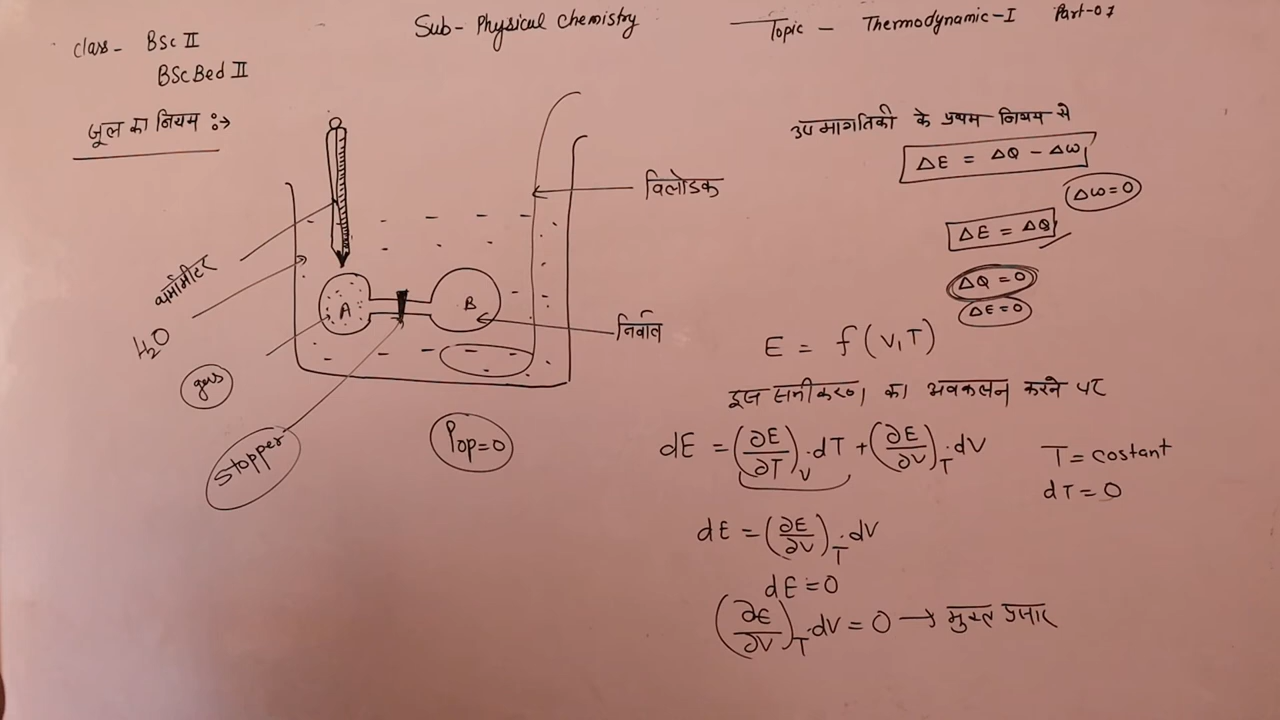 Class- BSc II
BSc Bed II
Sub- Physical Chemistry
Topic - Thermodynamic-I Part-07
जूल का नियम :→
थर्मामीटर
H2O
gas
Stopper
A
B
विलोडक
निर्वात
Pop=0
उष्मागतिकी के प्रथम नियम से
ΔE = ΔQ - Δw
Δw=0
ΔE = ΔQ
ΔQ=0
ΔE=0
E = f(V,T)
इस समीकरण का अवकलन करने पर
dE = (∂E/∂T)V.dT + (∂E/∂V)T.dV
T = costant
dT = 0
dE = (∂E/∂V)T.dV
dE=0
(∂E/∂V)T.dV = 0 → मुक्त प्रसार